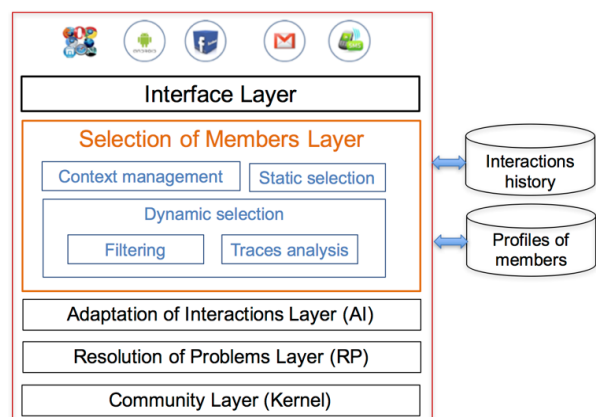 Interface Layer
Selection of Members Layer
Context management
Static selection
Dynamic selection
Filtering
Traces analysis
Adaptation of Interactions Layer (AI)
Resolution of Problems Layer (RP)
Community Layer (Kernel)
Interactions
history
Profiles of
members